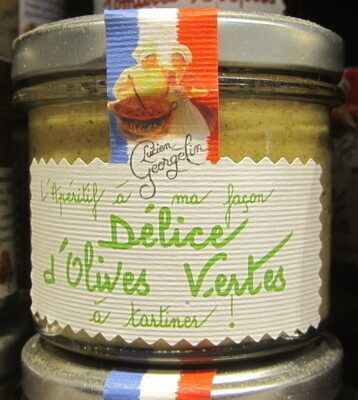 Lucien
Georgelin
l'Apéritif à ma façon
Délice
d'Olives Vertes
à tartiner !